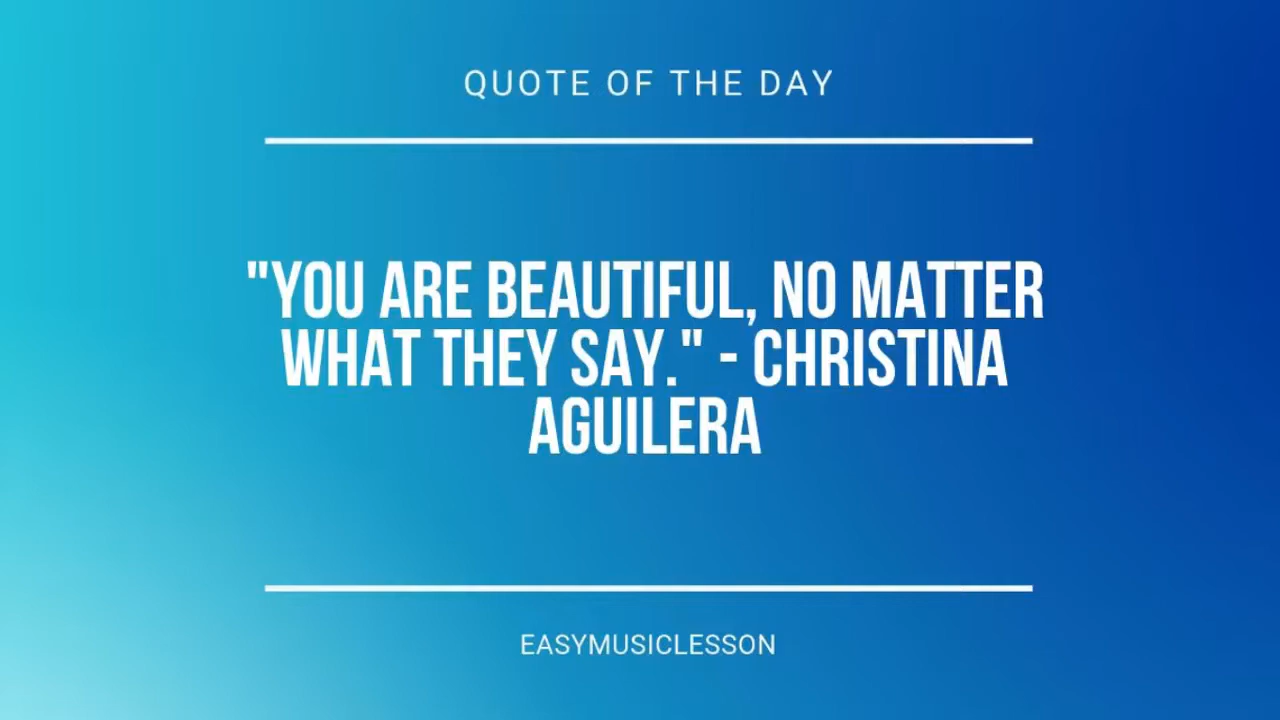 QUOTE OF THE DAY
"YOU ARE BEAUTIFUL, NO MATTER
WHAT THEY SAY." - CHRISTINA
AGUILERA
EASYMUSICLESSON